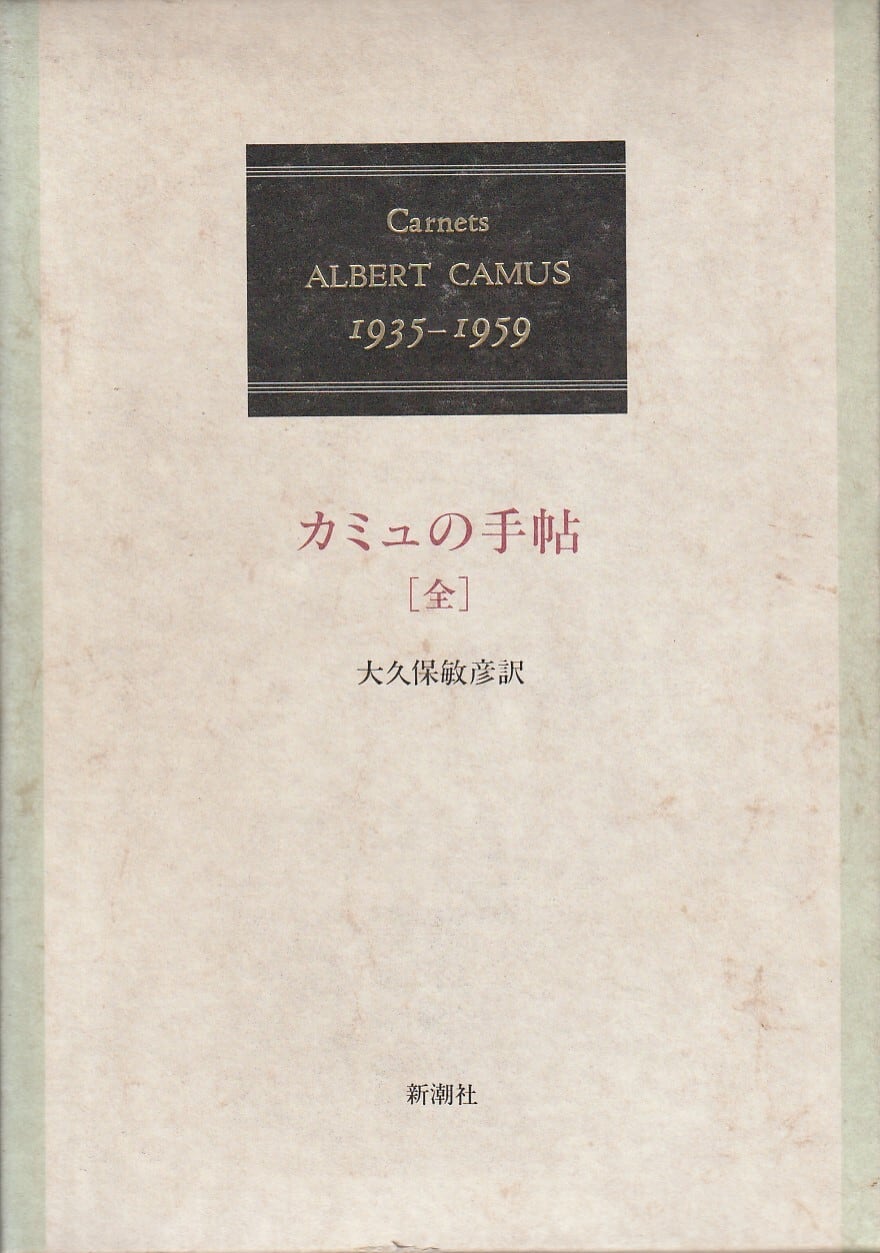 Carnets
ALBERT CAMUS
1935–1959
カミュの手帖
[全]
大久保敏彦訳
新潮社